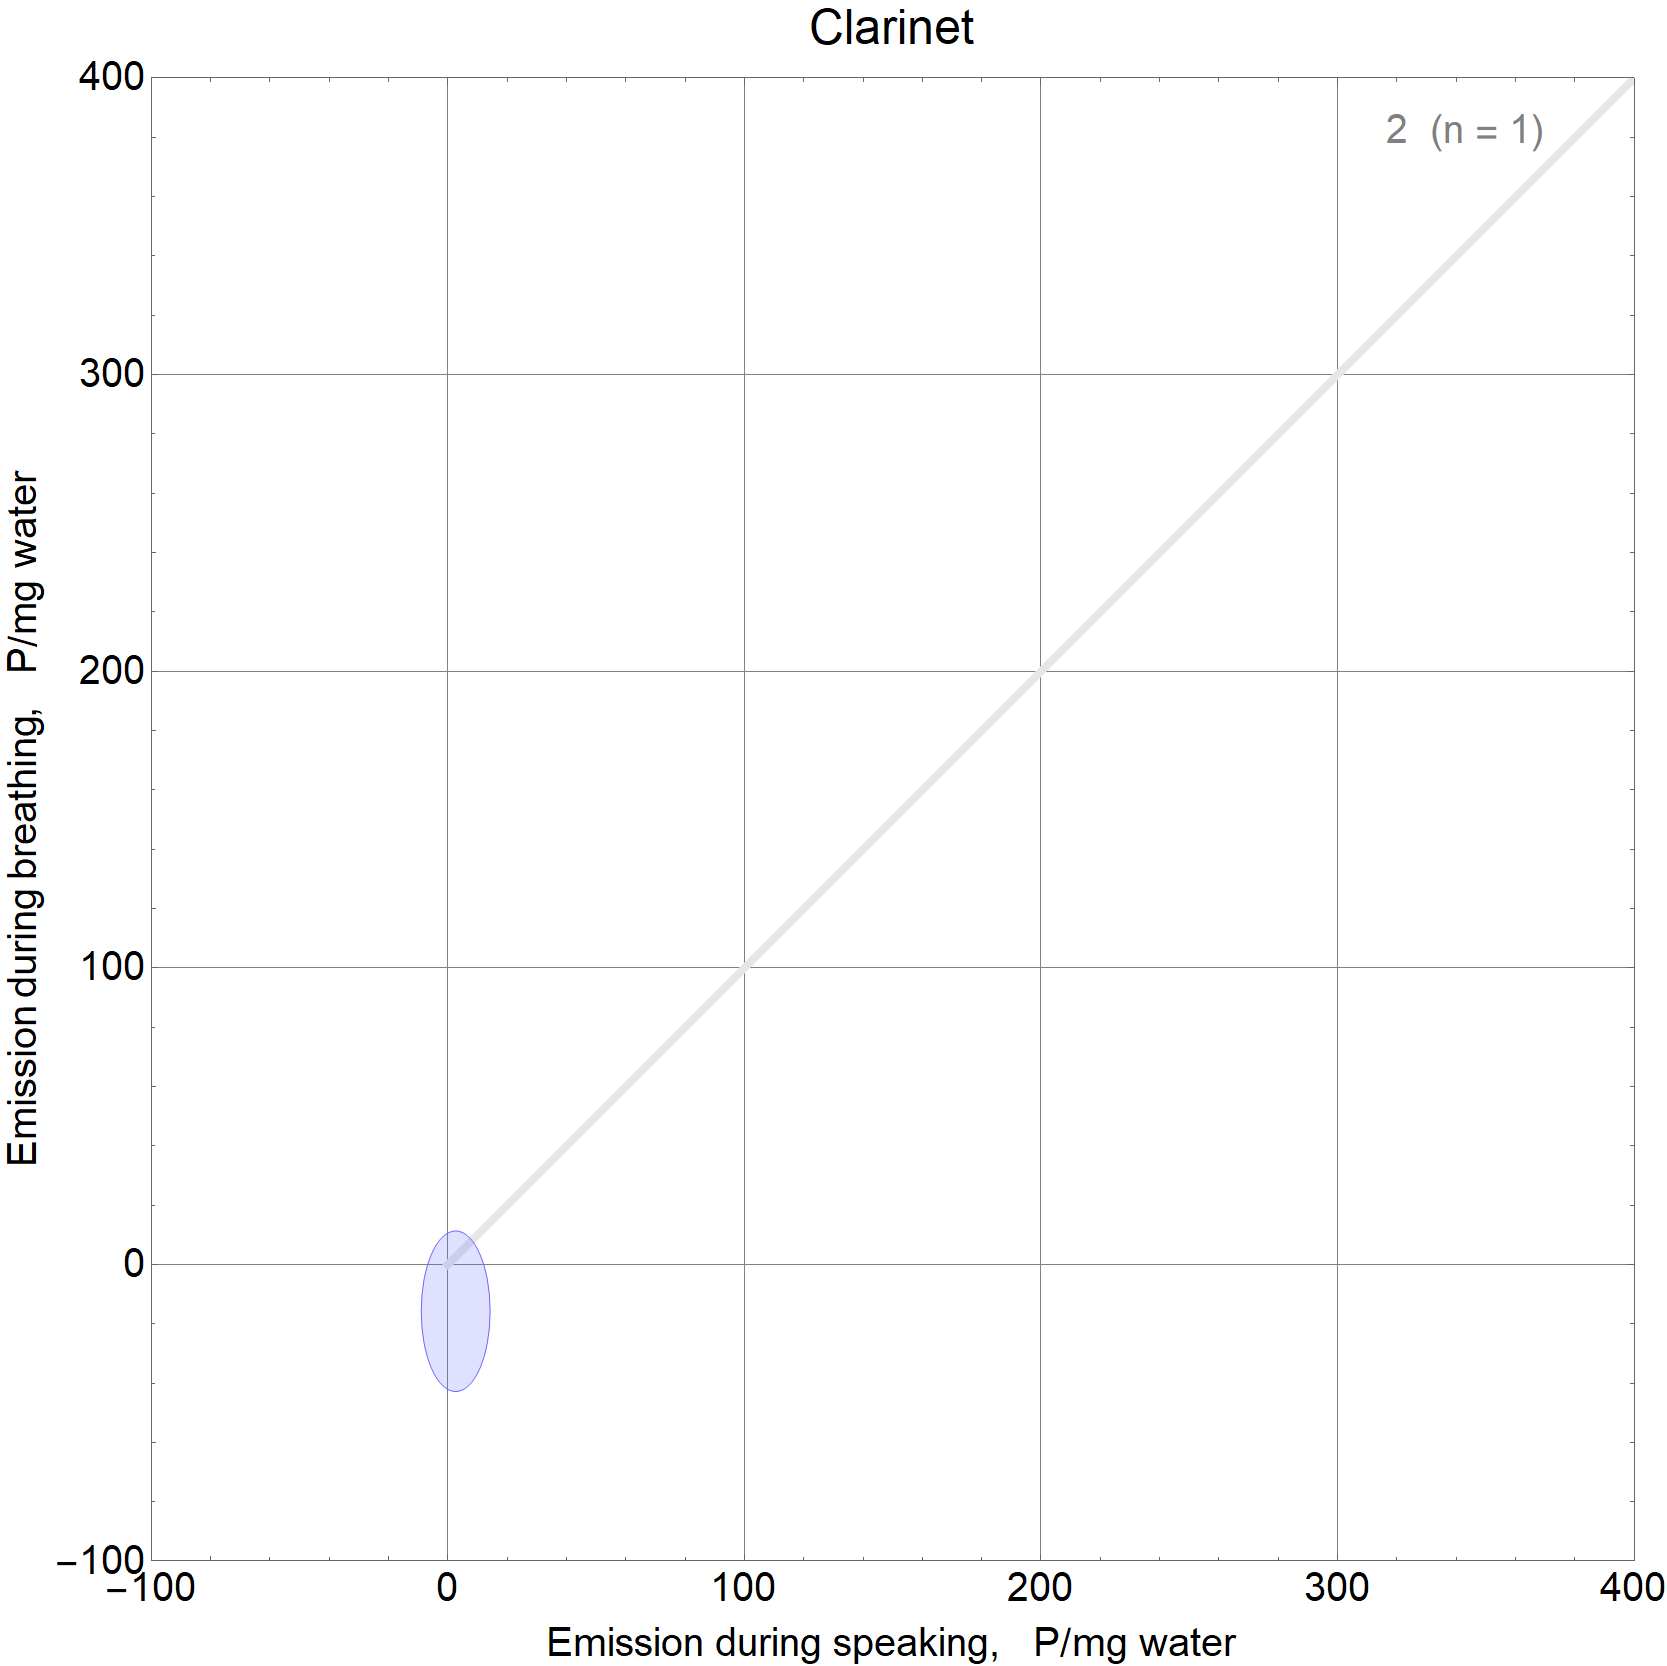 Clarinet
2 (n = 1)
400
300
200
100
0
−100
Emission during breathing, P/mg water
−100 0 100 200 300 400
Emission during speaking, P/mg water